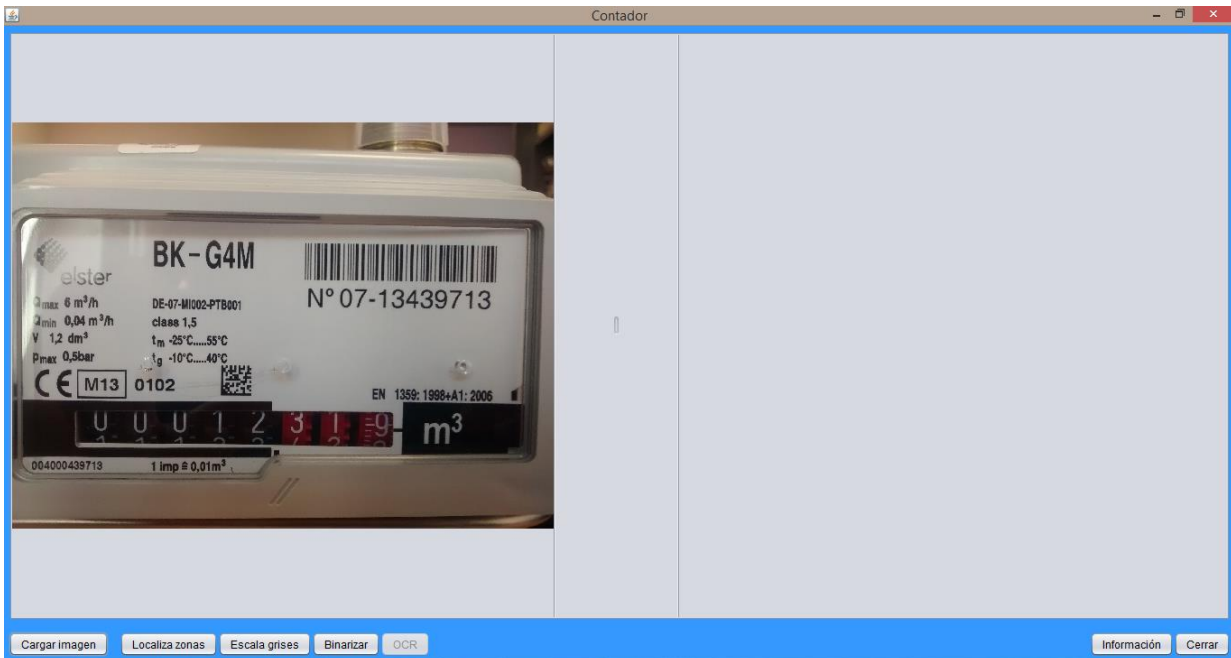 Contador
elster
BK-G4M
Nº 07-13439713
Qmax 6 m³/h
Qmin 0,04 m³/h
V 1,2 dm³
Pmax 0,5bar
DE-07-MI002-PTB001
class 1,5
tm -25°C.....55°C
tg -10°C.....40°C
CE M13 0102
EN 1359: 1998+A1: 2006
0 0 0 1 2 3 1 9 m³
004000439713 1 imp ≙ 0,01m³
Cargar imagen Localiza zonas Escala grises Binarizar OCR Información Cerrar